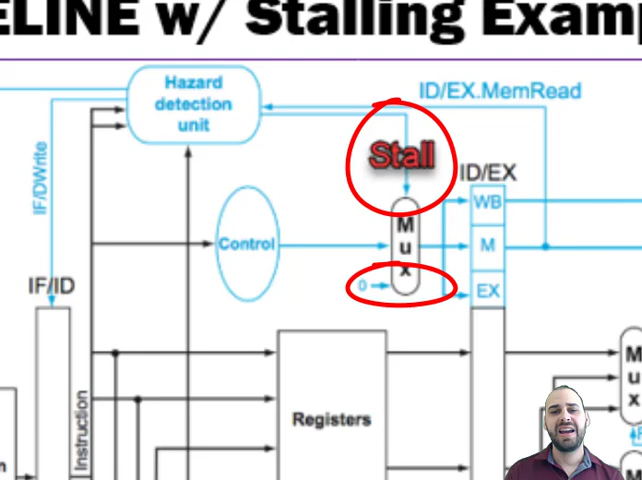 ELINE w/ Stalling Exam
Hazard
detection
unit
ID/EX.MemRead
IF/DWrite
Stall
ID/EX
WB
M
u
x
Control
M
0
EX
IF/ID
Instruction
Registers
M
u
x
M
n